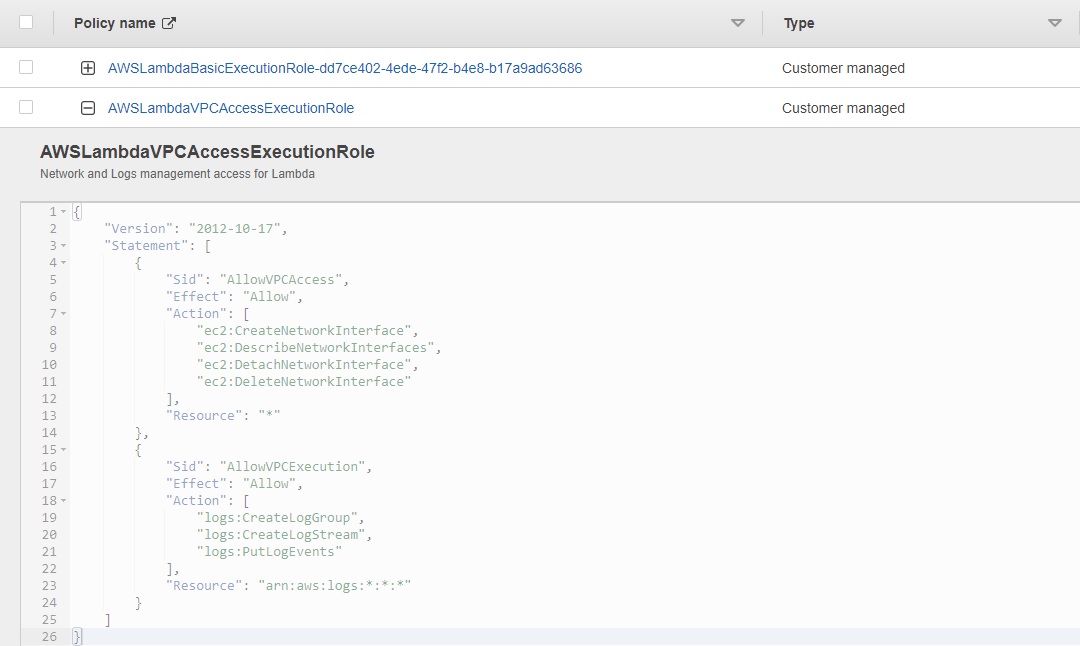 Policy name Type
AWSLambdaBasicExecutionRole-dd7ce402-4ede-47f2-b4e8-b17a9ad63686 Customer managed
AWSLambdaVPCAccessExecutionRole Customer managed
AWSLambdaVPCAccessExecutionRole
Network and Logs management access for Lambda
1 {
2     "Version": "2012-10-17",
3     "Statement": [
4         {
5             "Sid": "AllowVPCAccess",
6             "Effect": "Allow",
7             "Action": [
8                 "ec2:CreateNetworkInterface",
9                 "ec2:DescribeNetworkInterfaces",
10                 "ec2:DetachNetworkInterface",
11                 "ec2:DeleteNetworkInterface"
12             ],
13             "Resource": "*"
14         },
15         {
16             "Sid": "AllowVPCExecution",
17             "Effect": "Allow",
18             "Action": [
19                 "logs:CreateLogGroup",
20                 "logs:CreateLogStream",
21                 "logs:PutLogEvents"
22             ],
23             "Resource": "arn:aws:logs:*:*:*"
24         }
25     ]
26 }